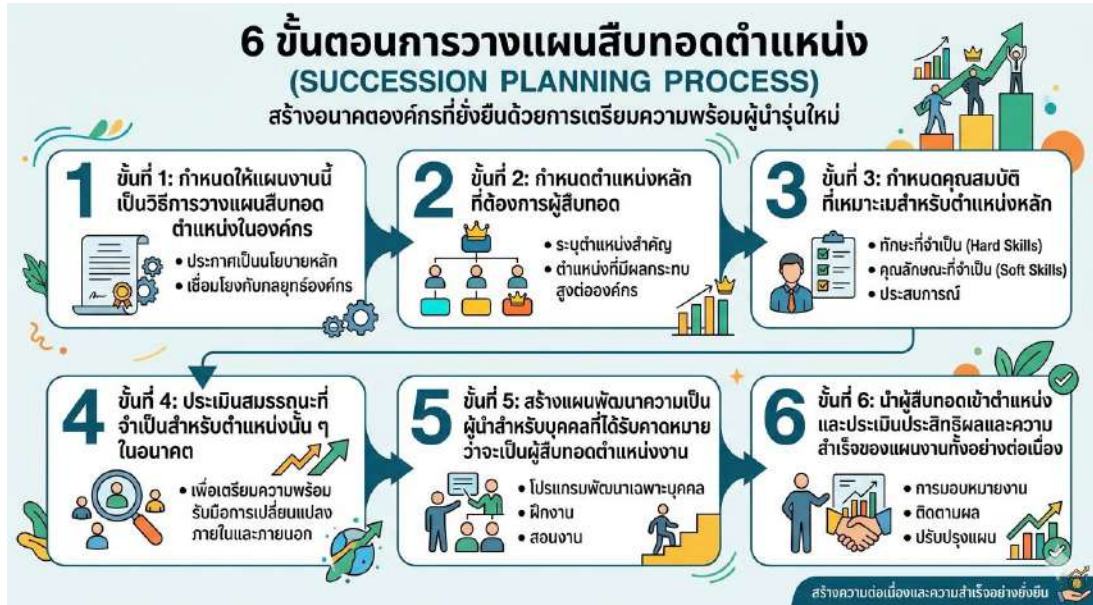 6 ขั้นตอนการวางแผนสืบทอดตำแหน่ง
(SUCCESSION PLANNING PROCESS)
สร้างอนาคตองค์กรที่ยั่งยืนด้วยการเตรียมความพร้อมผู้นำรุ่นใหม่
1
ขั้นที่ 1: กำหนดให้แผนงานนี้
เป็นวิธีการวางแผนสืบทอด
ตำแหน่งในองค์กร
• ประกาศเป็นนโยบายหลัก
• เชื่อมโยงกับกลยุทธ์องค์กร
2
ขั้นที่ 2: กำหนดตำแหน่งหลัก
ที่ต้องการผู้สืบทอด
• ระบุตำแหน่งสำคัญ
• ตำแหน่งที่มีผลกระทบ
สูงต่อองค์กร
3
ขั้นที่ 3: กำหนดคุณสมบัติ
ที่เหมาะเมสำหรับตำแหน่งหลัก
• ทักษะที่จำเป็น (Hard Skills)
• คุณลักษณะที่จำเป็น (Soft Skills)
• ประสบการณ์
4
ขั้นที่ 4: ประเมินสมรรถนะที่
จำเป็นสำหรับตำแหน่งนั้น ๆ
ในอนาคต
• เพื่อเตรียมความพร้อม
รับมือการเปลี่ยนแปลง
ภายในและภายนอก
5
ขั้นที่ 5: สร้างแผนพัฒนาความเป็น
ผู้นำสำหรับบุคคลที่ได้รับคาดหมาย
ว่าจะเป็นผู้สืบทอดตำแหน่งงาน
• โปรแกรมพัฒนาเฉพาะบุคคล
• ฝึกงาน
• สอนงาน
6
ขั้นที่ 6: นำผู้สืบทอดเข้าตำแหน่ง
และประเมินประสิทธิผลและความ
สำเร็จของแผนงานทั้งอย่างต่อเนื่อง
• การมอบหมายงาน
• ติดตามผล
• ปรับปรุงแผน
สร้างความต่อเนื่องและความสำเร็จอย่างยั่งยืน